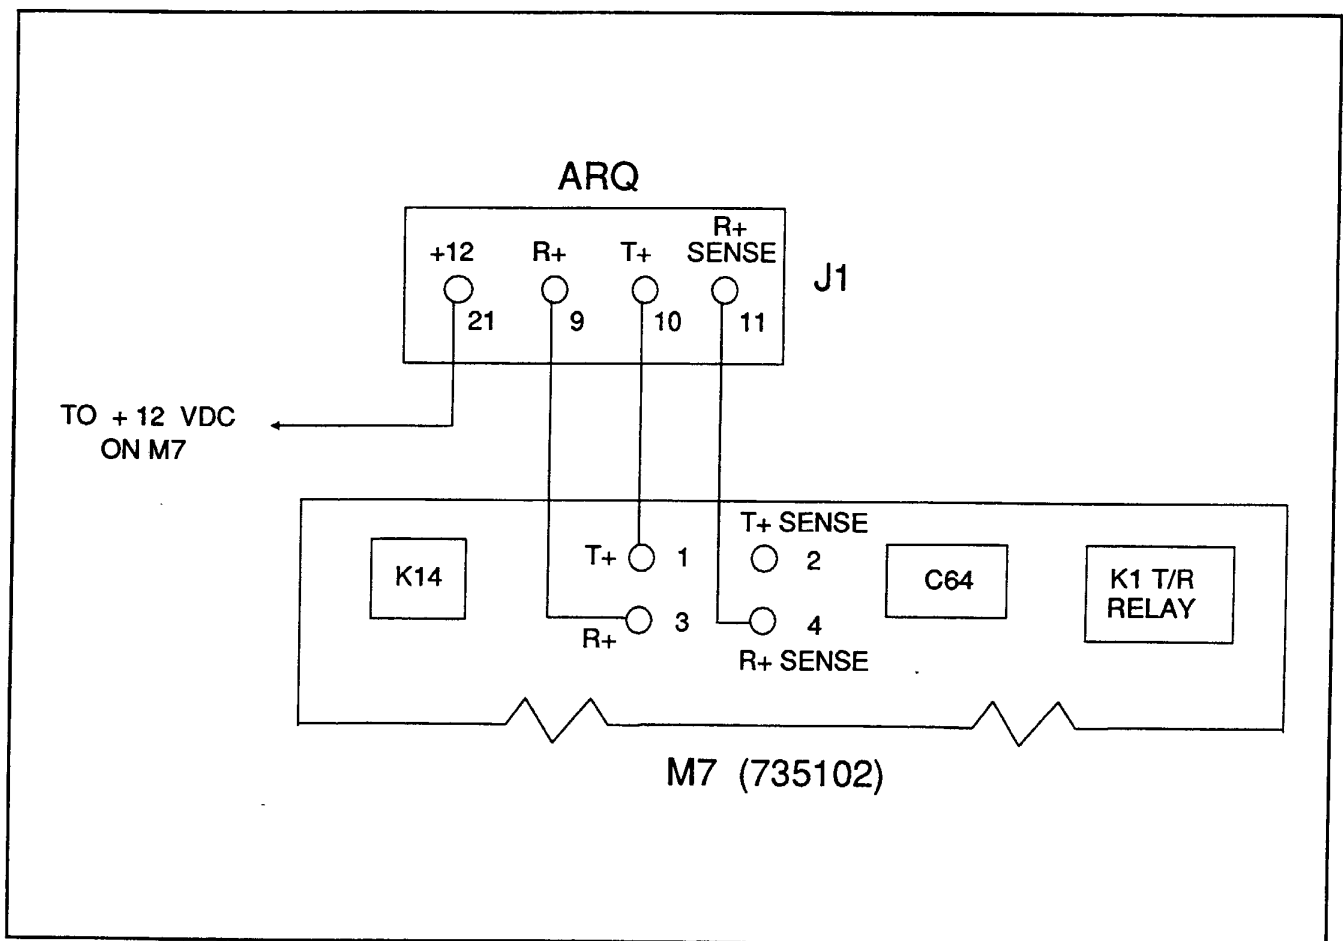 ARQ
R+
+12 R+ T+ SENSE
J1
21 9 10 11
TO + 12 VDC
ON M7
T+ SENSE
K14 T+ 1 2 C64 K1 T/R
RELAY
R+ 3 4
R+ SENSE
M7 (735102)